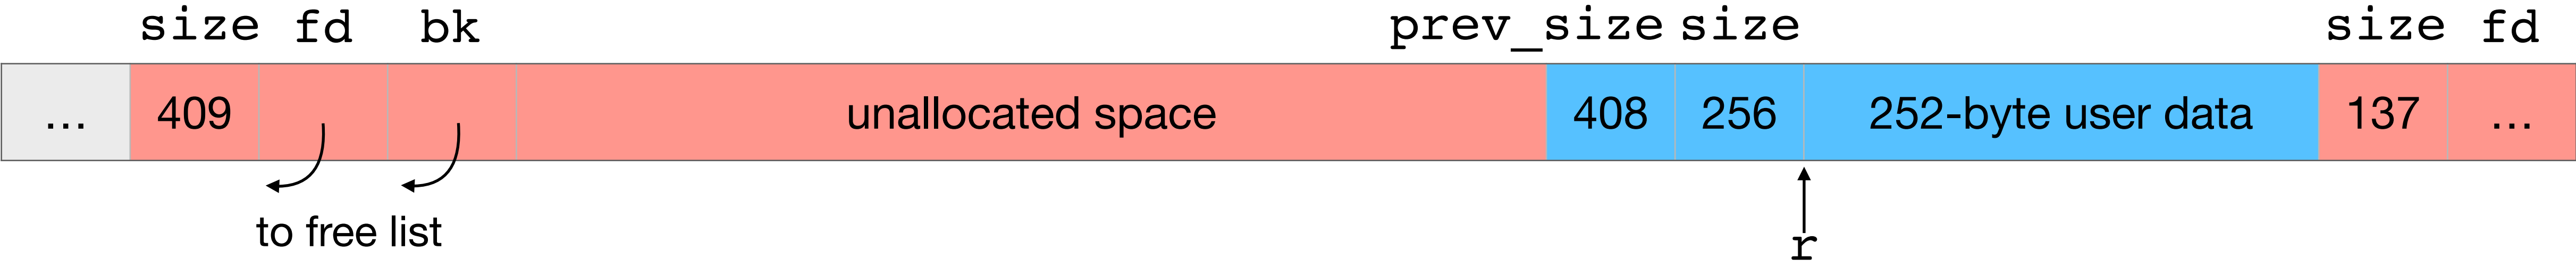 size fd bk prev_size size size fd
... 409 unallocated space 408 256 252-byte user data 137 ...
to free list
r